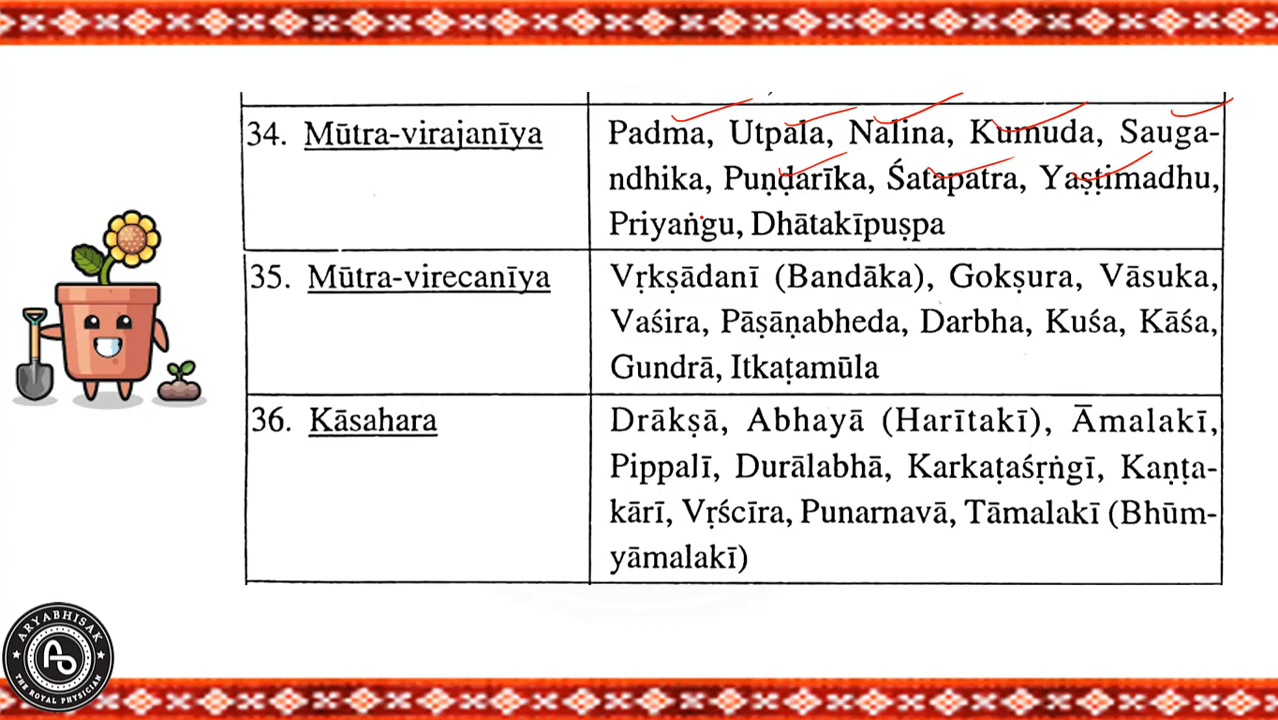 34. Mūtra-virajanīya
Padma, Utpala, Nalina, Kumuda, Sauga-
ndhika, Puṇḍarīka, Śatapatra, Yaṣṭimadhu,
Priyaṅgu, Dhātakīpuṣpa
35. Mūtra-virecanīya
Vṛkṣādanī (Bandāka), Gokṣura, Vāsuka,
Vaśira, Pāṣāṇabheda, Darbha, Kuśa, Kāśa,
Gundrā, Itkaṭamūla
36. Kāsahara
Drākṣā, Abhayā (Harītakī), Āmalakī,
Pippalī, Durālabhā, Karkaṭaśṛṅgī, Kaṇṭa-
kārī, Vṛścīra, Punarnavā, Tāmalakī (Bhūm-
yāmalakī)
ARYABHISAK
THE ROYAL PHYSICIAN